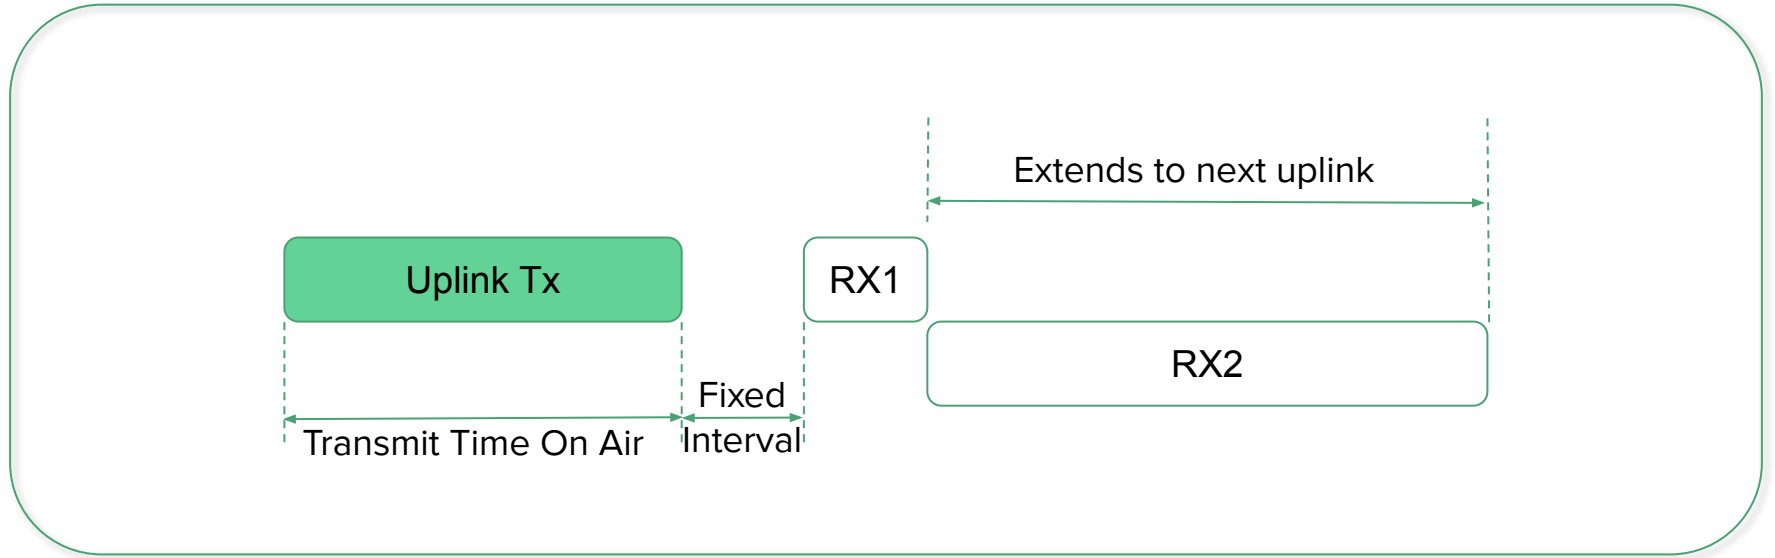 Extends to next uplink
Uplink Tx
RX1
RX2
Transmit Time On Air
Fixed
Interval